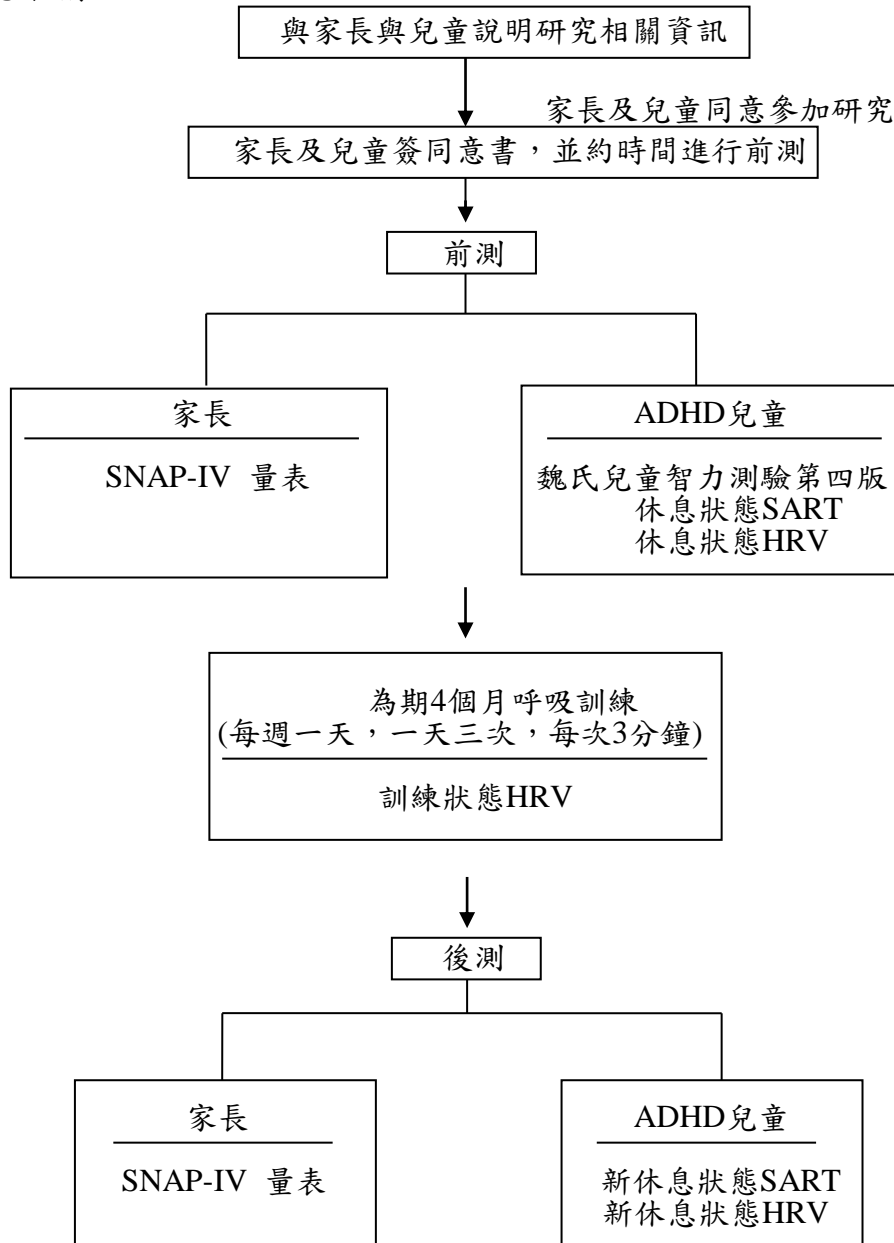 與家長與兒童說明研究相關資訊
家長及兒童同意參加研究
家長及兒童簽同意書，並約時間進行前測
前測
家長
SNAP-IV 量表
ADHD兒童
魏氏兒童智力測驗第四版
休息狀態SART
休息狀態HRV
為期4個月呼吸訓練
(每週一天，一天三次，每次3分鐘)
訓練狀態HRV
後測
家長
SNAP-IV 量表
ADHD兒童
新休息狀態SART
新休息狀態HRV